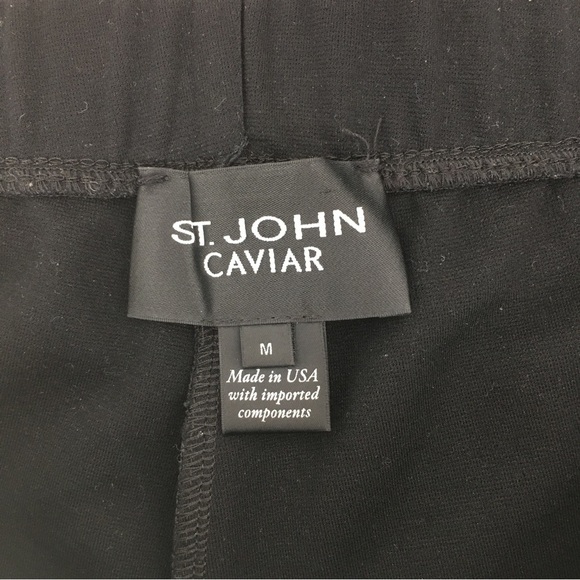 ST. JOHN
CAVIAR
M
Made in USA
with imported
components